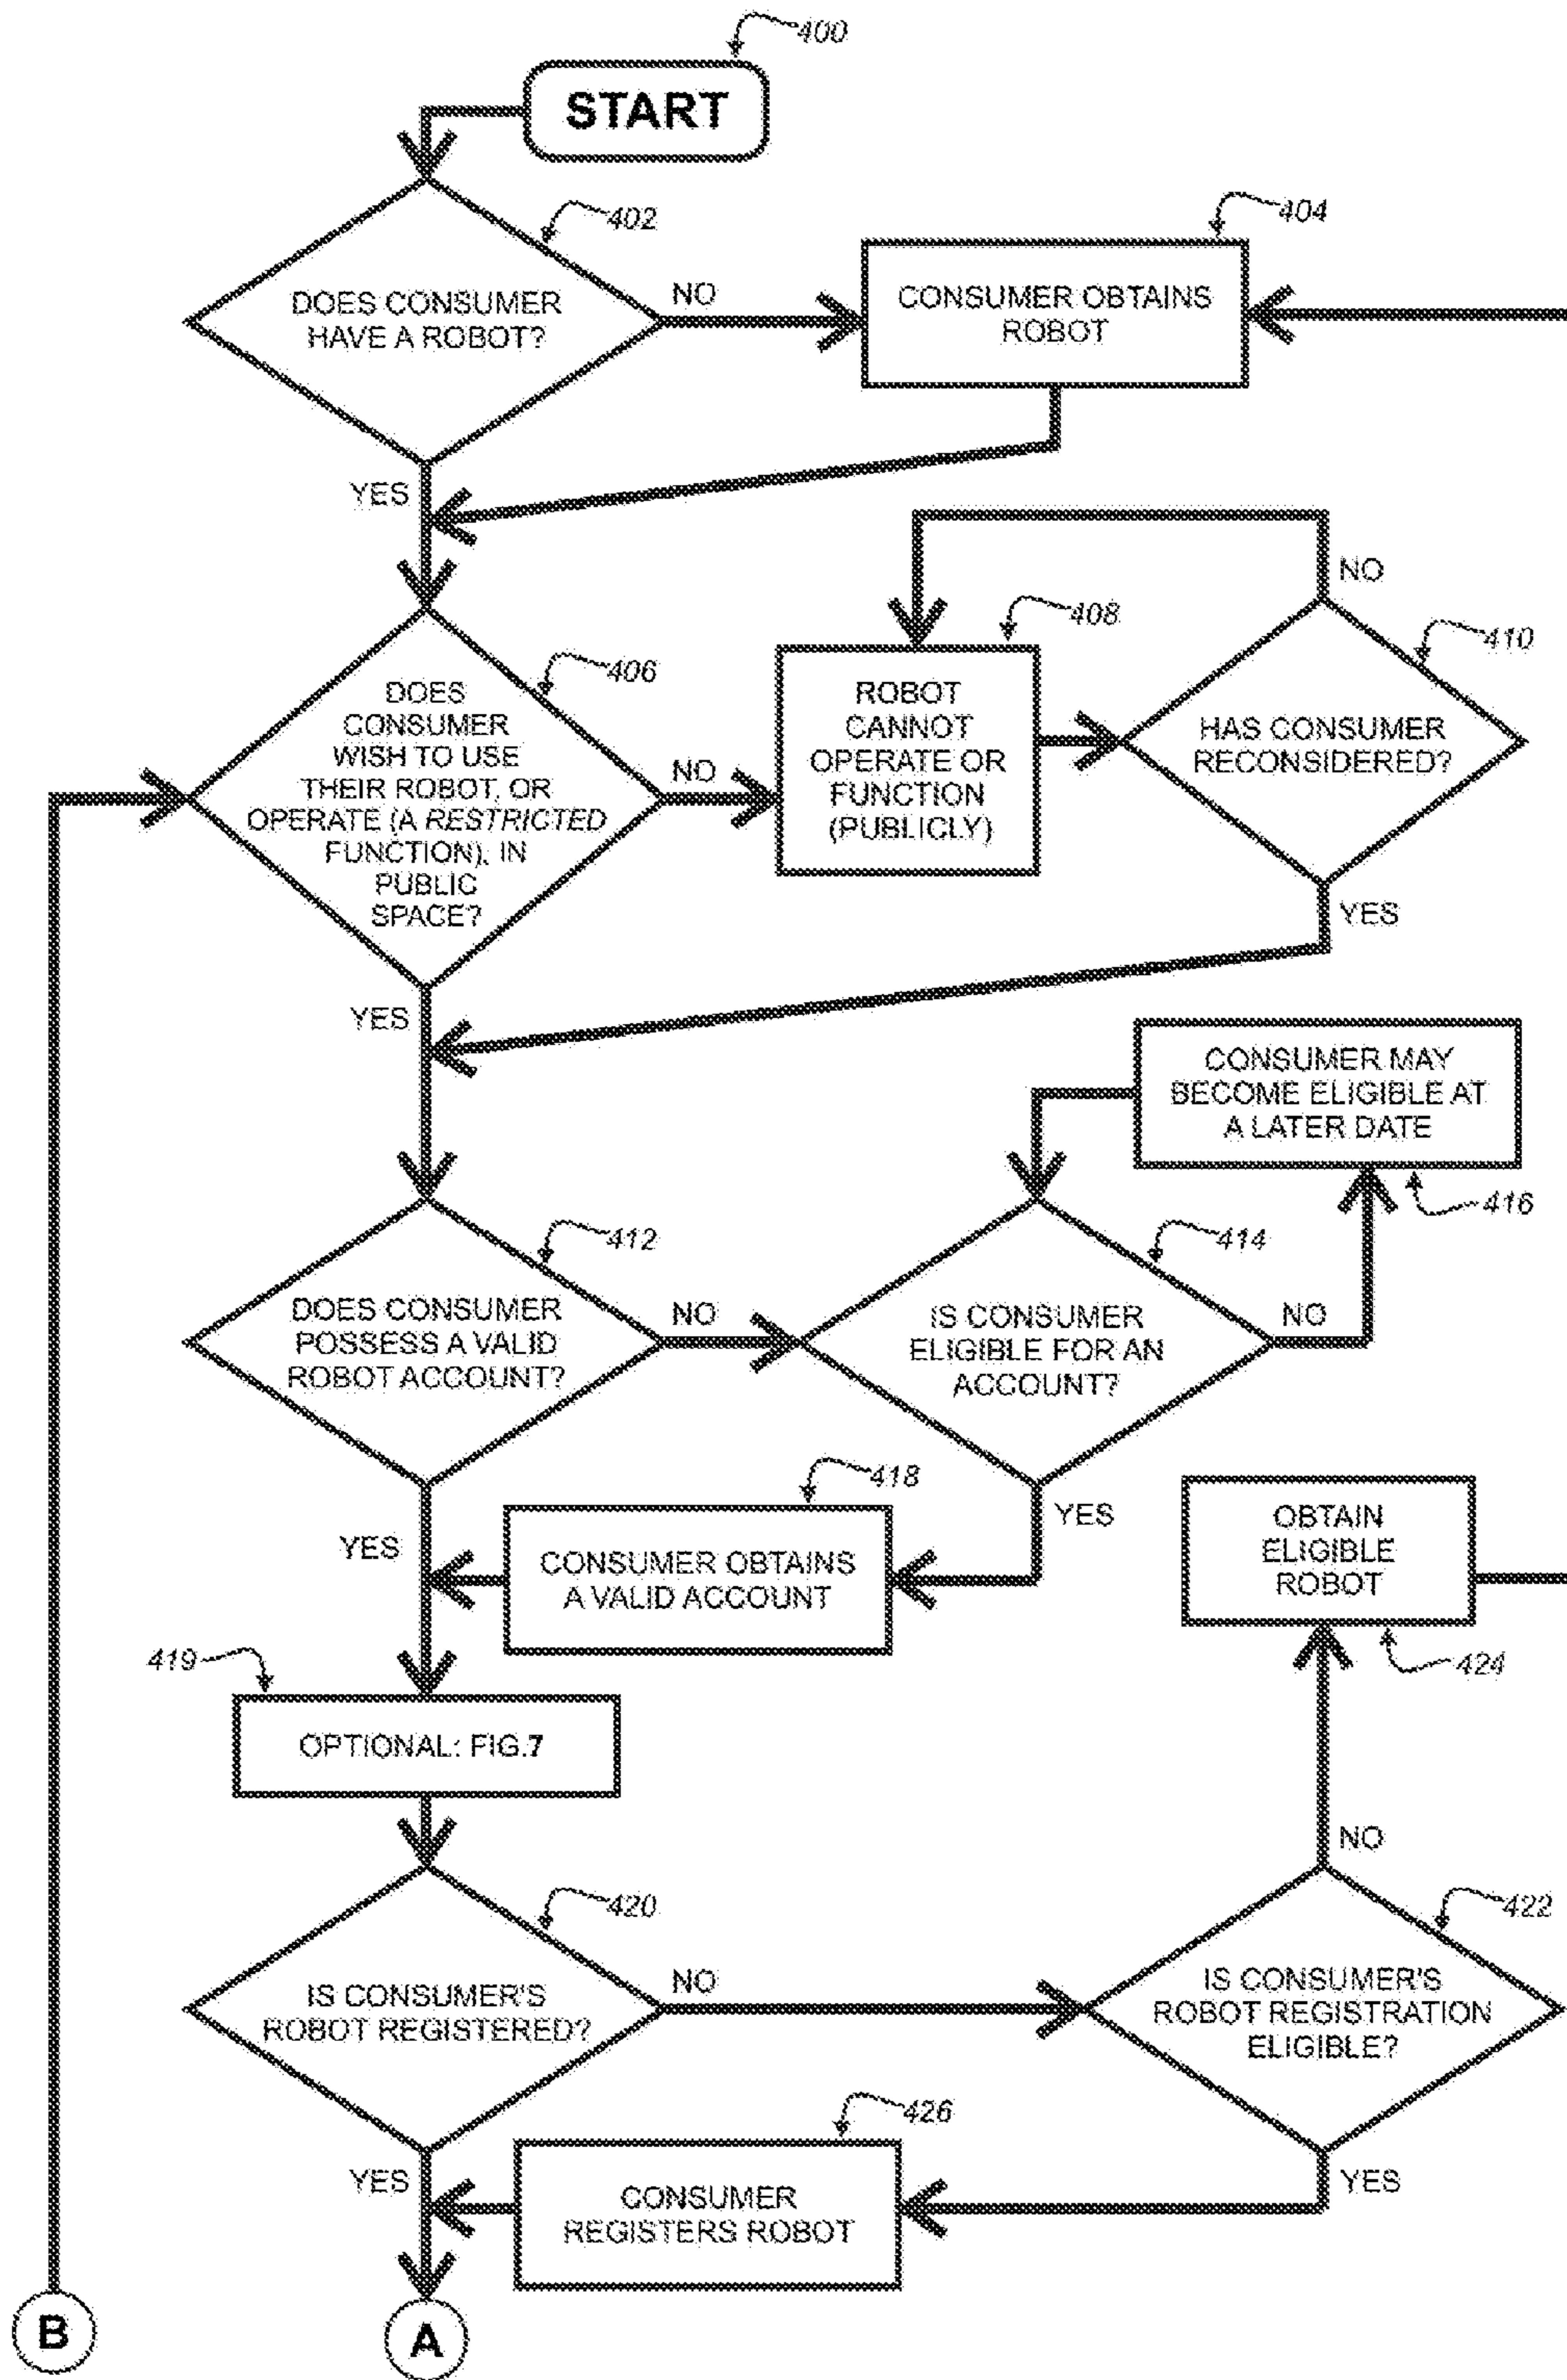 400
START
402
DOES CONSUMER
HAVE A ROBOT?
NO
YES
404
CONSUMER OBTAINS
ROBOT
406
DOES
CONSUMER
WISH TO USE
THEIR ROBOT, OR
OPERATE (A RESTRICTED
FUNCTION), IN
PUBLIC
SPACE?
NO
YES
408
ROBOT
CANNOT
OPERATE OR
FUNCTION
(PUBLICLY)
NO
410
HAS CONSUMER
RECONSIDERED?
YES
412
DOES CONSUMER
POSSESS A VALID
ROBOT ACCOUNT?
NO
YES
414
IS CONSUMER
ELIGIBLE FOR AN
ACCOUNT?
NO
YES
CONSUMER MAY
BECOME ELIGIBLE AT
A LATER DATE
416
418
CONSUMER OBTAINS
A VALID ACCOUNT
419
OPTIONAL: FIG.7
420
IS CONSUMER'S
ROBOT REGISTERED?
NO
YES
422
IS CONSUMER'S
ROBOT REGISTRATION
ELIGIBLE?
NO
YES
OBTAIN
ELIGIBLE
ROBOT
424
426
CONSUMER
REGISTERS ROBOT
B
A